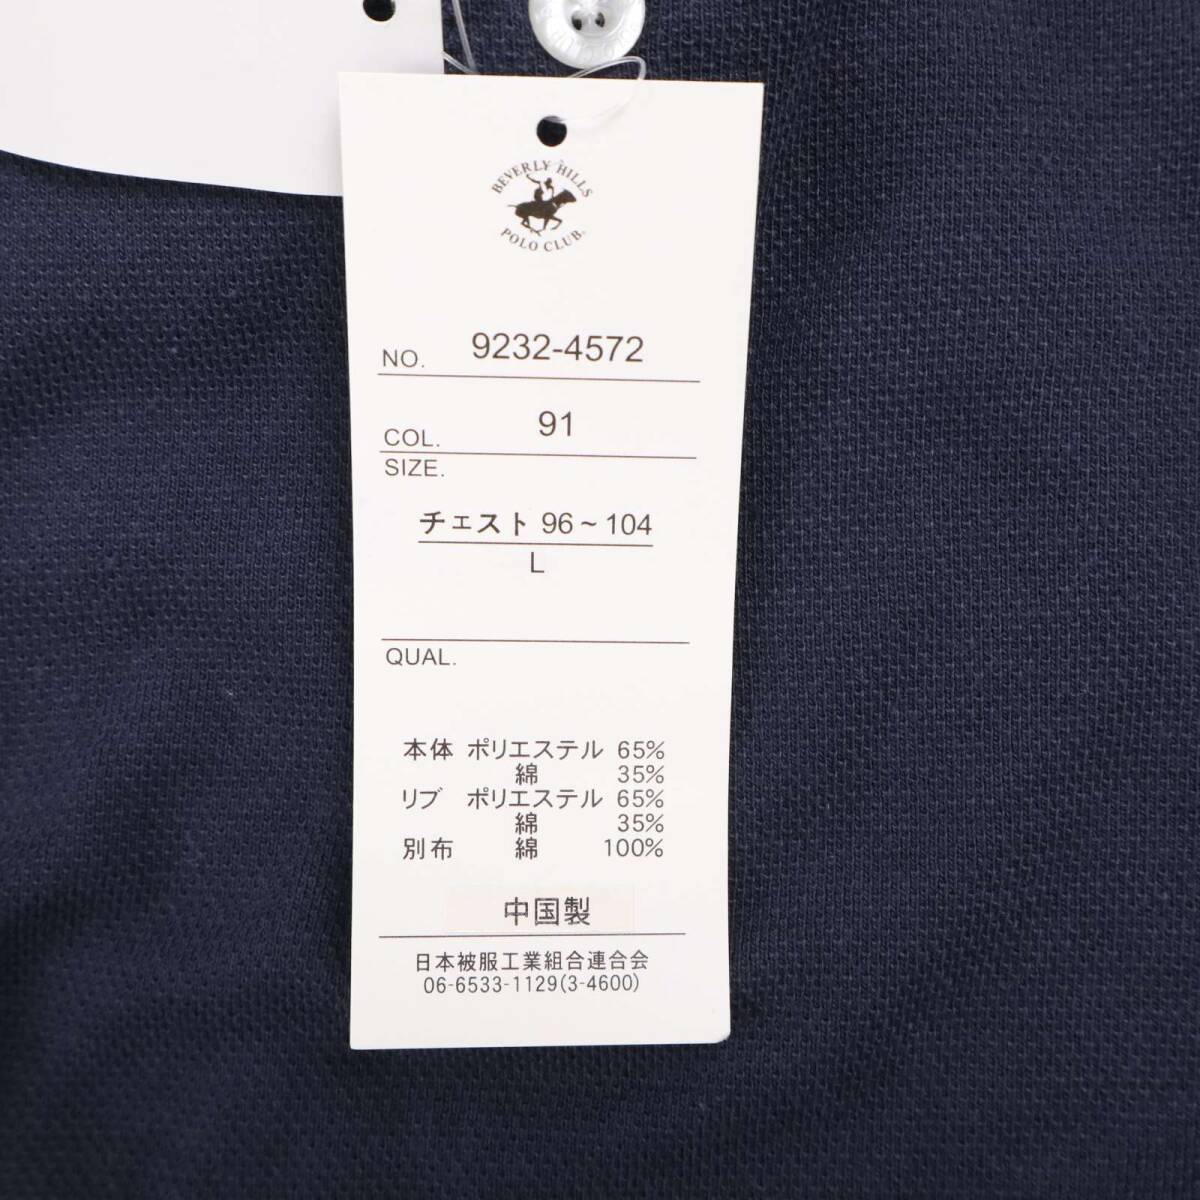 BEVERLY HILLS
POLO CLUB
NO. 9232-4572
COL. 91
SIZE.
チェスト 96~104
L
QUAL.
本体 ポリエステル 65%
綿 35%
リブ ポリエステル 65%
綿 35%
別布 綿 100%
中国製
日本被服工業組合連合会
06-6533-1129(3-4600)